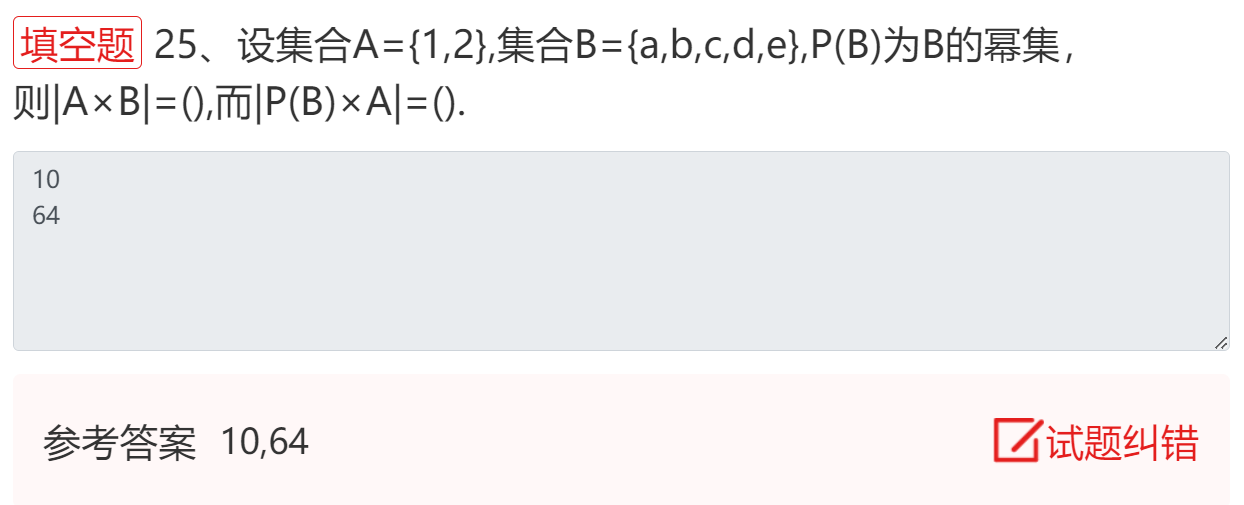 填空题 25、设集合A={1,2},集合B={a,b,c,d,e},P(B)为B的幂集，
则|A×B|=(),而|P(B)×A|=().
10
64
参考答案 10,64 试题纠错